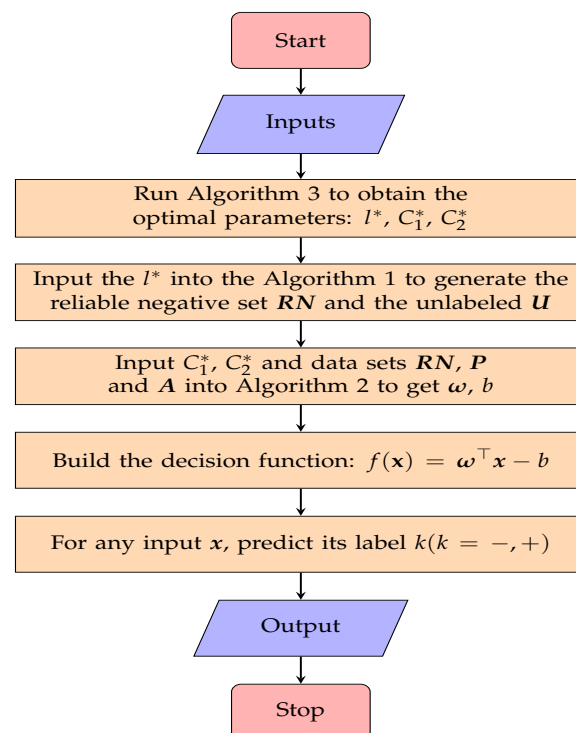 Start
Inputs
Run Algorithm 3 to obtain the
optimal parameters: l*, C₁*, C₂*
Input the l* into the Algorithm 1 to generate the
reliable negative set RN and the unlabeled U
Input C₁*, C₂* and data sets RN, P
and A into Algorithm 2 to get ω, b
Build the decision function: f(x) = ω⊤x − b
For any input x, predict its label k(k = −, +)
Output
Stop